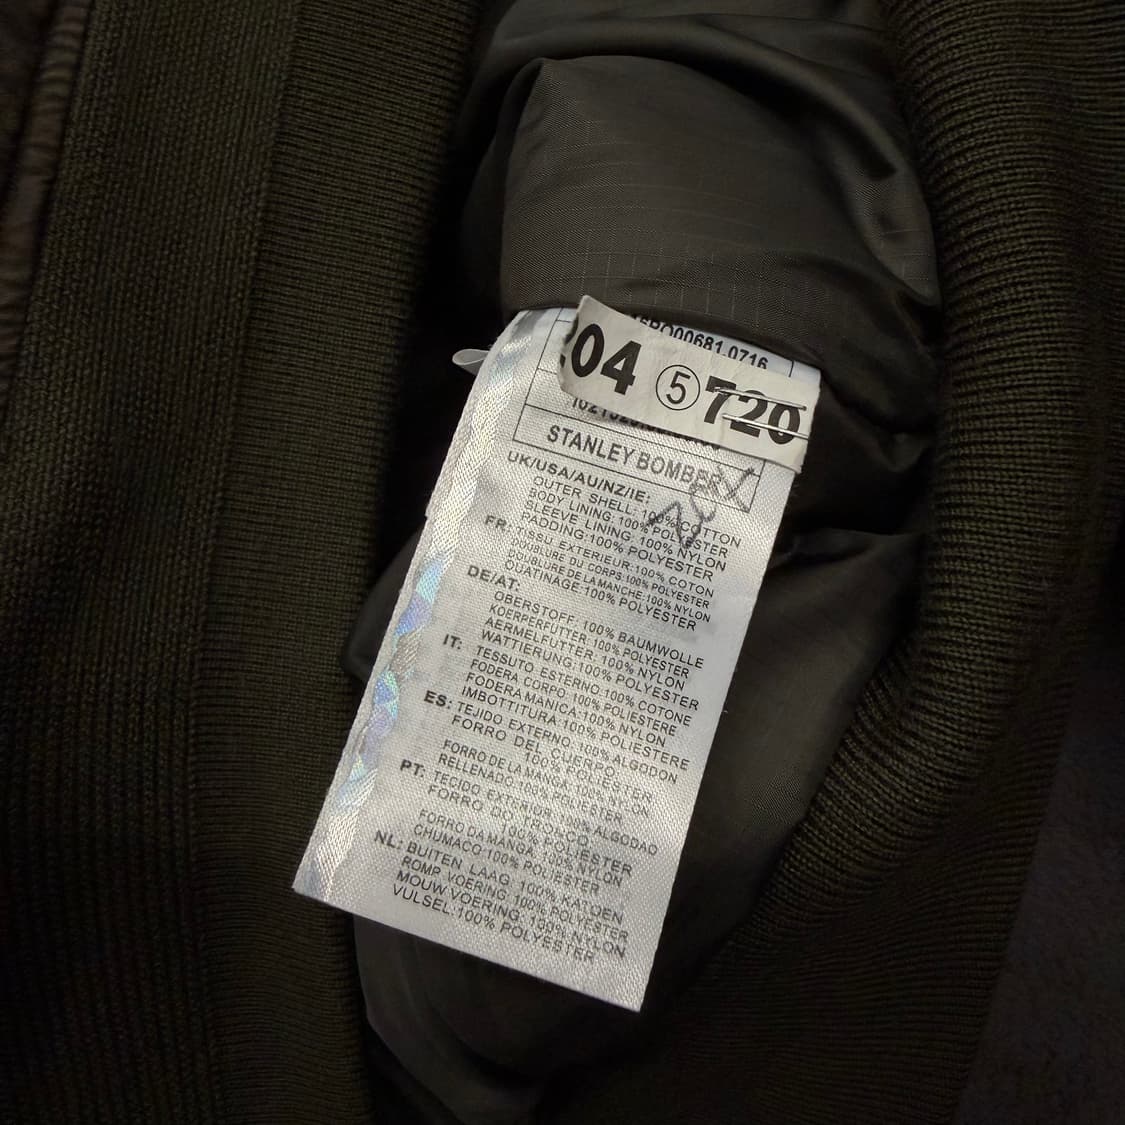 04 ⑤ 720
STANLEY BOMBER
UK/USA/AU/NZ/IE:
OUTER SHELL: 100% COTTON
BODY LINING: 100% POLYESTER
SLEEVE LINING: 100% NYLON
PADDING:100% POLYESTER
FR: TISSU EXTERIEUR:100% COTON
DOUBLURE DU CORPS:100% POLYESTER
DOUBLURE DE LA MANCHE:100% NYLON
OUATINAGE:100% POLYESTER
DE/AT:
OBERSTOFF: 100% BAUMWOLLE
KOERPERFUTTER:100% POLYESTER
AERMELFUTTER: 100% NYLON
WATTIERUNG:100% POLYESTER
IT: TESSUTO ESTERNO:100% COTONE
FODERA CORPO: 100% POLIESTERE
FODERA MANICA:100% NYLON
IMBOTTITURA:100% POLIESTERE
ES: TEJIDO EXTERNO: 100% ALGODON
FORRO DEL CUERPO:
100% POLIESTER
FORRO DE LA MANGA: 100% NYLON
RELLENADO:100% POLIESTER
PT: TECIDO EXTERIOR: 100% ALGODAO
FORRO DO TROLCO:
100% POLIESTER
FORRO DA MANGA: 100% NYLON
CHUMACO:100% POLIESTER
NL: BUITEN LAAG: 100% KATOEN
ROMP VOERING: 100% POLYESTER
MOUW VOERING: 100% NYLON
VULSEL:100% POLYESTER